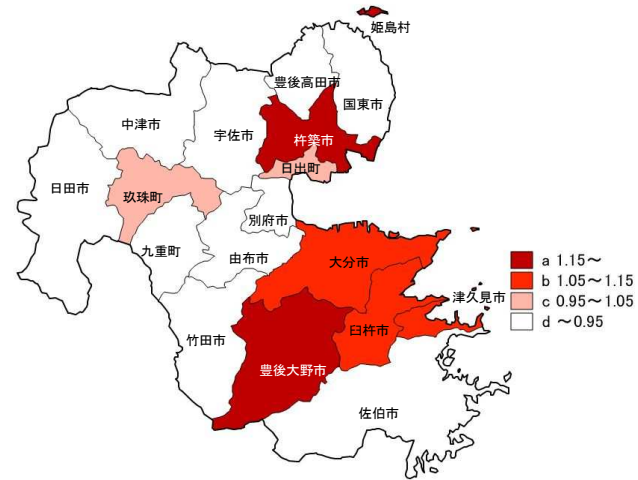 姫島村
豊後高田市
国東市
中津市
宇佐市
杵築市
日出町
日田市
玖珠町
別府市
九重町
由布市
大分市
a 1.15～
b 1.05～1.15
c 0.95～1.05
d ～0.95
津久見市
臼杵市
竹田市
豊後大野市
佐伯市